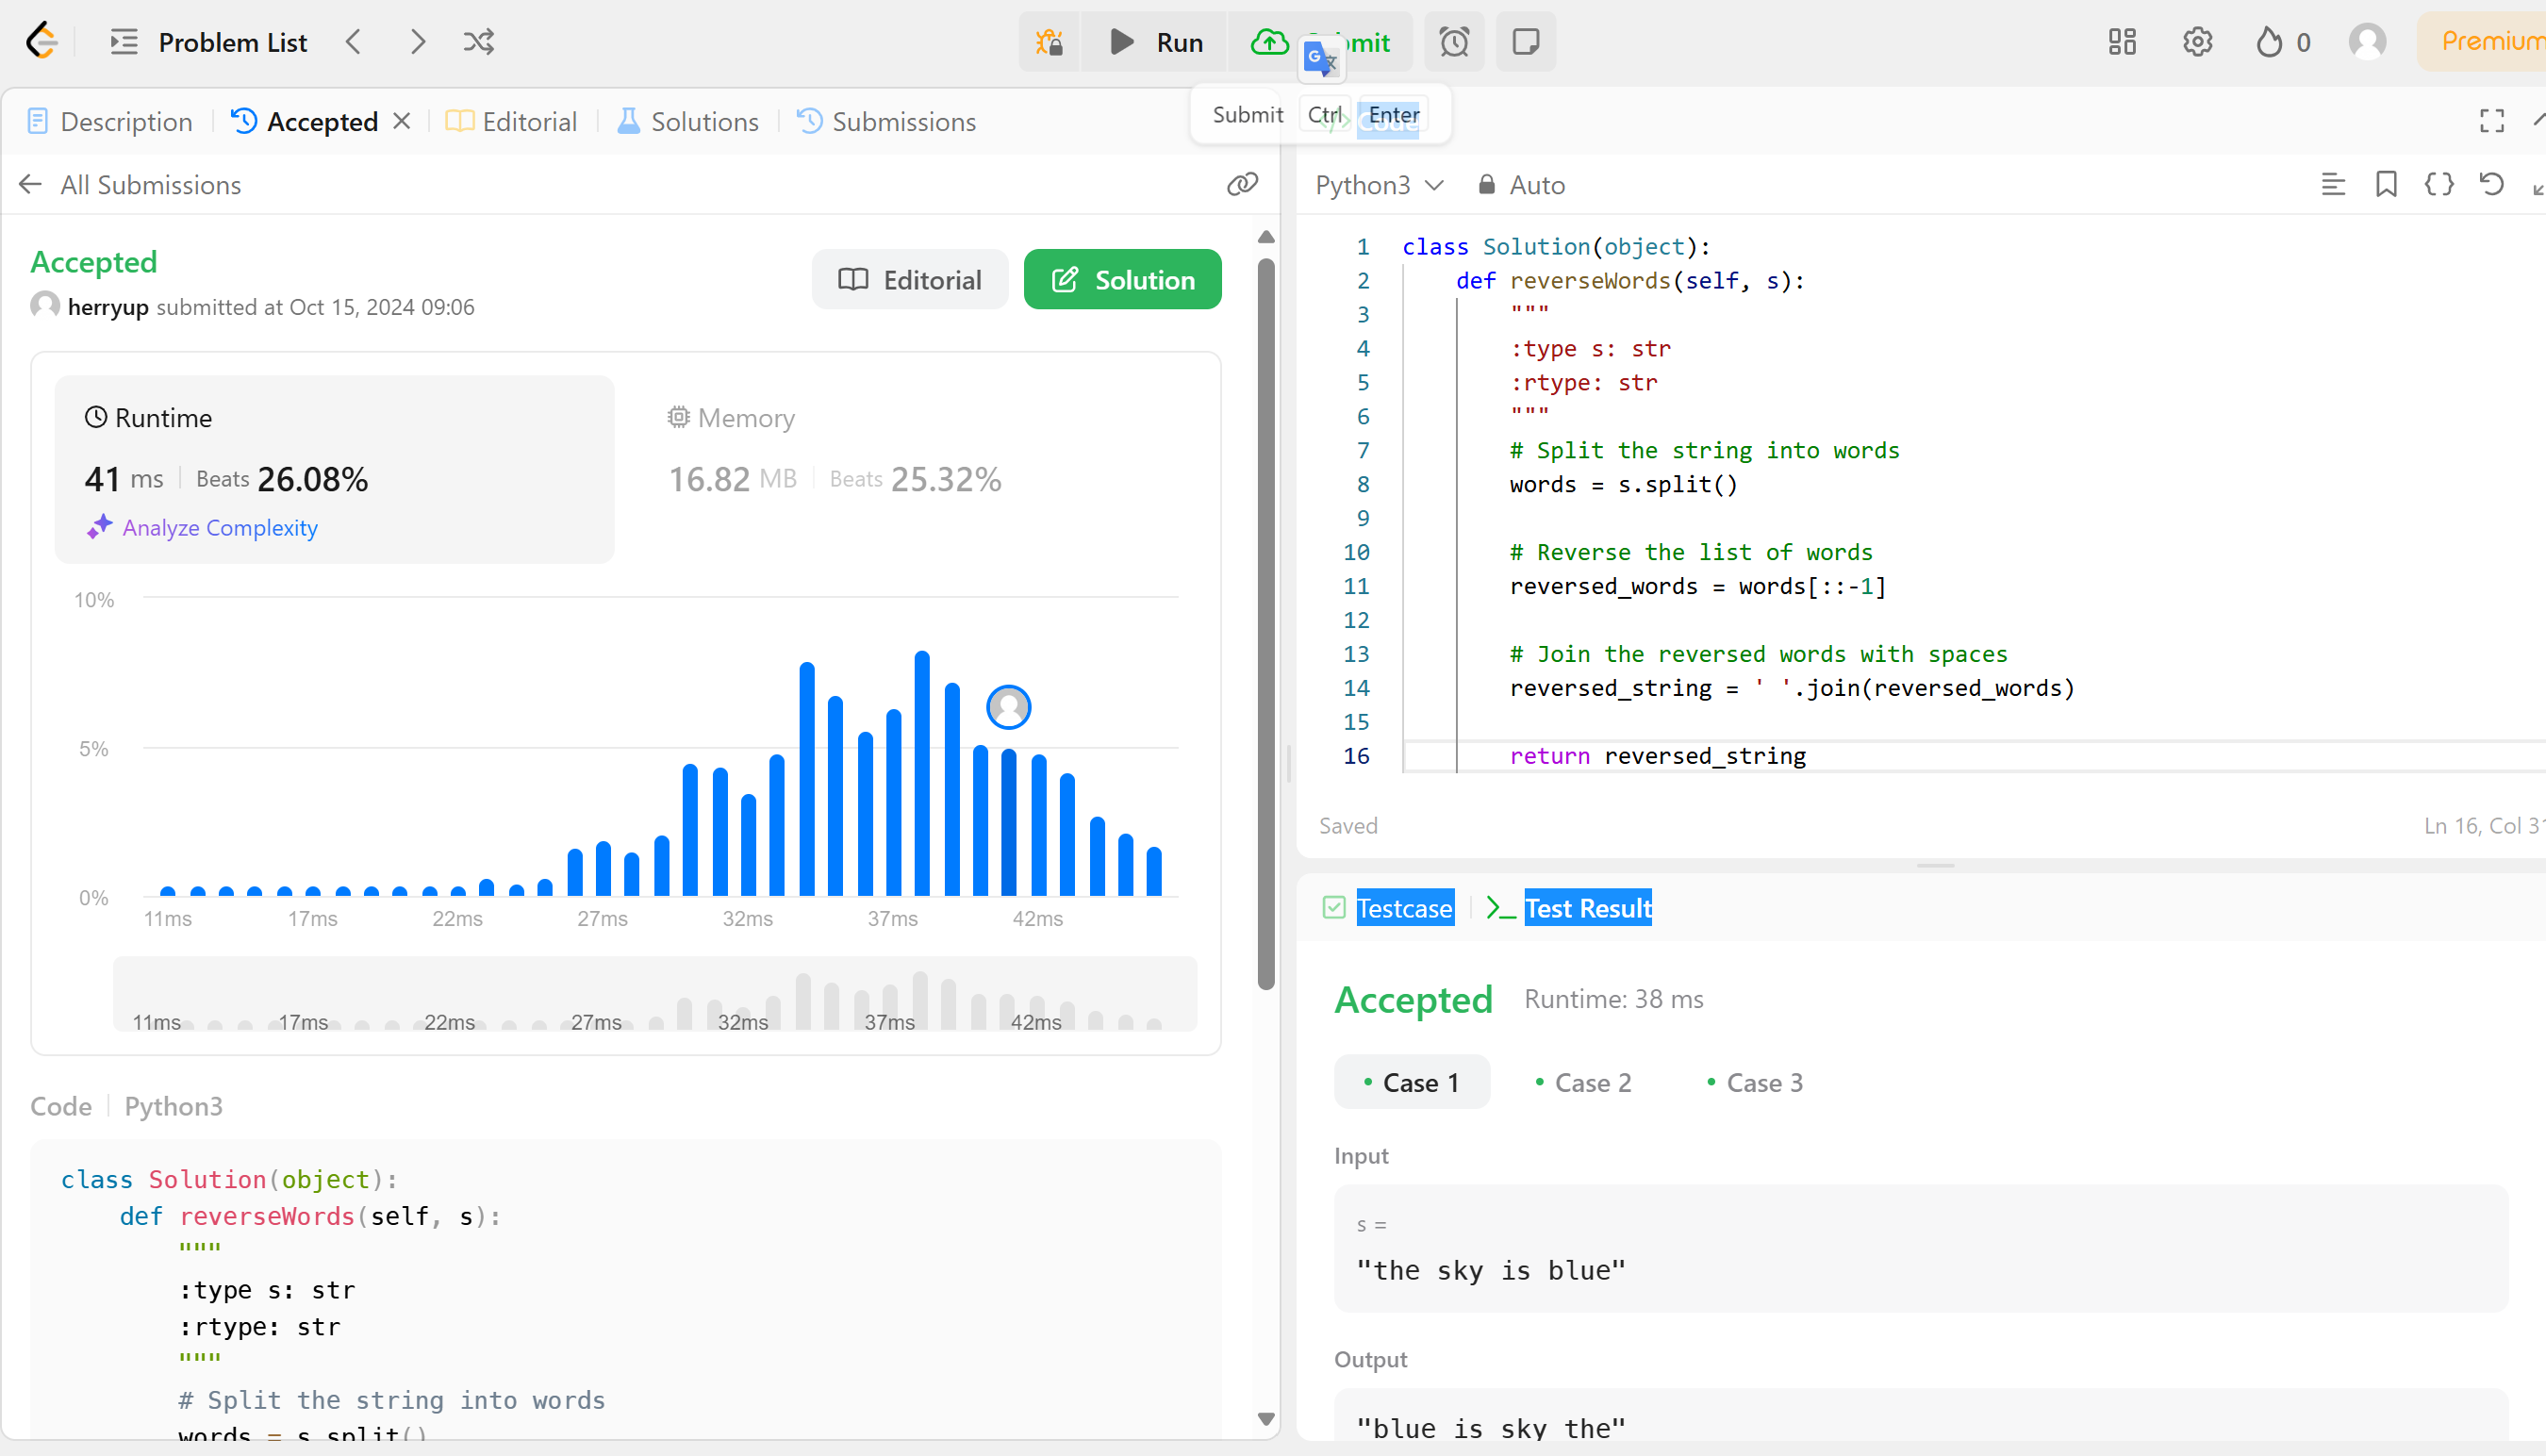 Problem List
Run
mit
0
Premium
Submit Ctrl Enter
Code
Description
Accepted
Editorial
Solutions
Submissions
All Submissions
Accepted
herryup submitted at Oct 15, 2024 09:06
Editorial
Solution
Runtime
41 ms Beats 26.08%
Analyze Complexity
Memory
16.82 MB Beats 25.32%
10%
5%
0%
11ms 17ms 22ms 27ms 32ms 37ms 42ms
11ms 17ms 22ms 27ms 32ms 37ms 42ms
Code Python3
class Solution(object):
def reverseWords(self, s):
"""
:type s: str
:rtype: str
"""
# Split the string into words
words = s.split()
Python3 Auto
1 class Solution(object):
2 def reverseWords(self, s):
3 """
4 :type s: str
5 :rtype: str
6 """
7 # Split the string into words
8 words = s.split()
9
10 # Reverse the list of words
11 reversed_words = words[::-1]
12
13 # Join the reversed words with spaces
14 reversed_string = ' '.join(reversed_words)
15
16 return reversed_string
Saved
Ln 16, Col 31
Testcase
Test Result
Accepted Runtime: 38 ms
Case 1 Case 2 Case 3
Input
s =
"the sky is blue"
Output
"blue is sky the"